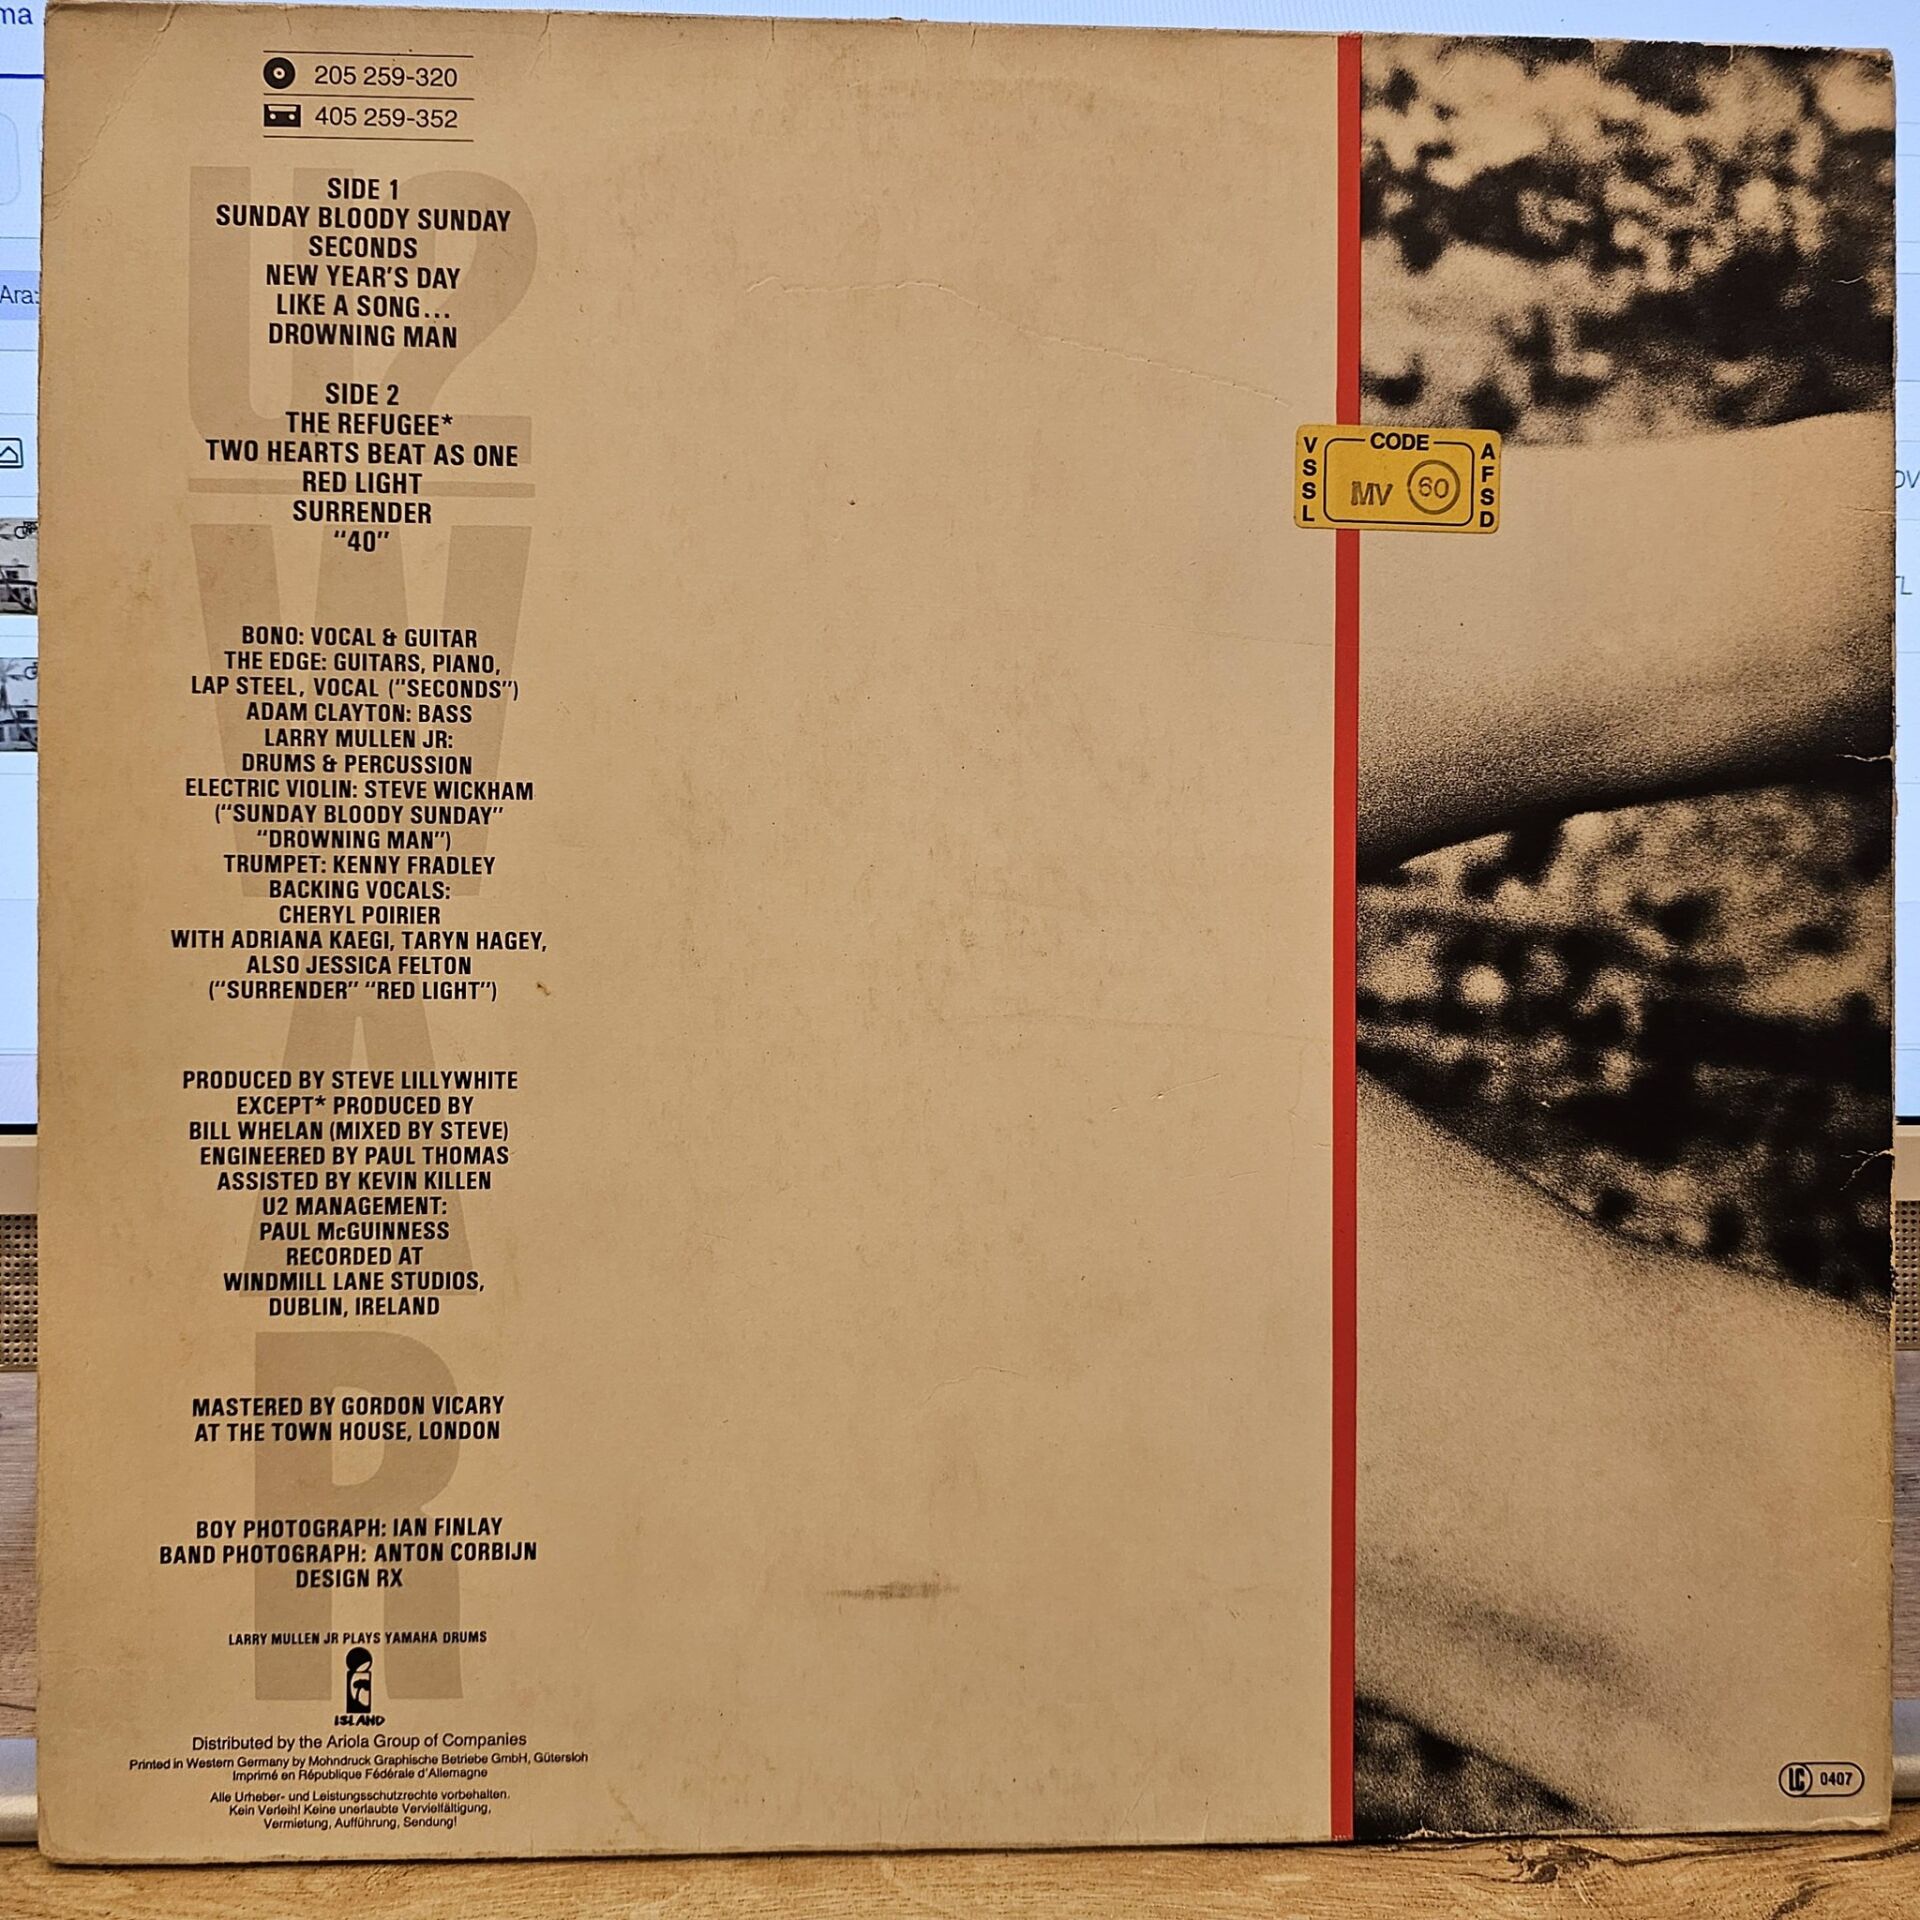 205 259-320
405 259-352
U2
WAR
SIDE 1
SUNDAY BLOODY SUNDAY
SECONDS
NEW YEAR'S DAY
LIKE A SONG...
DROWNING MAN
SIDE 2
THE REFUGEE*
TWO HEARTS BEAT AS ONE
RED LIGHT
SURRENDER
"40"
BONO: VOCAL & GUITAR
THE EDGE: GUITARS, PIANO,
LAP STEEL, VOCAL ("SECONDS")
ADAM CLAYTON: BASS
LARRY MULLEN JR:
DRUMS & PERCUSSION
ELECTRIC VIOLIN: STEVE WICKHAM
("SUNDAY BLOODY SUNDAY"
"DROWNING MAN")
TRUMPET: KENNY FRADLEY
BACKING VOCALS:
CHERYL POIRIER
WITH ADRIANA KAEGI, TARYN HAGEY,
ALSO JESSICA FELTON
("SURRENDER" "RED LIGHT")
PRODUCED BY STEVE LILLYWHITE
EXCEPT* PRODUCED BY
BILL WHELAN (MIXED BY STEVE)
ENGINEERED BY PAUL THOMAS
ASSISTED BY KEVIN KILLEN
U2 MANAGEMENT:
PAUL McGUINNESS
RECORDED AT
WINDMILL LANE STUDIOS,
DUBLIN, IRELAND
MASTERED BY GORDON VICARY
AT THE TOWN HOUSE, LONDON
BOY PHOTOGRAPH: IAN FINLAY
BAND PHOTOGRAPH: ANTON CORBIJN
DESIGN RX
LARRY MULLEN JR PLAYS YAMAHA DRUMS
ISLAND
Distributed by the Ariola Group of Companies
Printed in Western Germany by Mohndruck Graphische Betriebe GmbH, Gütersloh
Imprimé en République Fédérale d'Allemagne
Alle Urheber- und Leistungsschutzrechte vorbehalten.
Kein Verleih! Keine unerlaubte Vervielfältigung,
Vermietung, Aufführung, Sendung!
VSSL
CODE
MV 60
AFSD
LC 0407
ma
Ara: